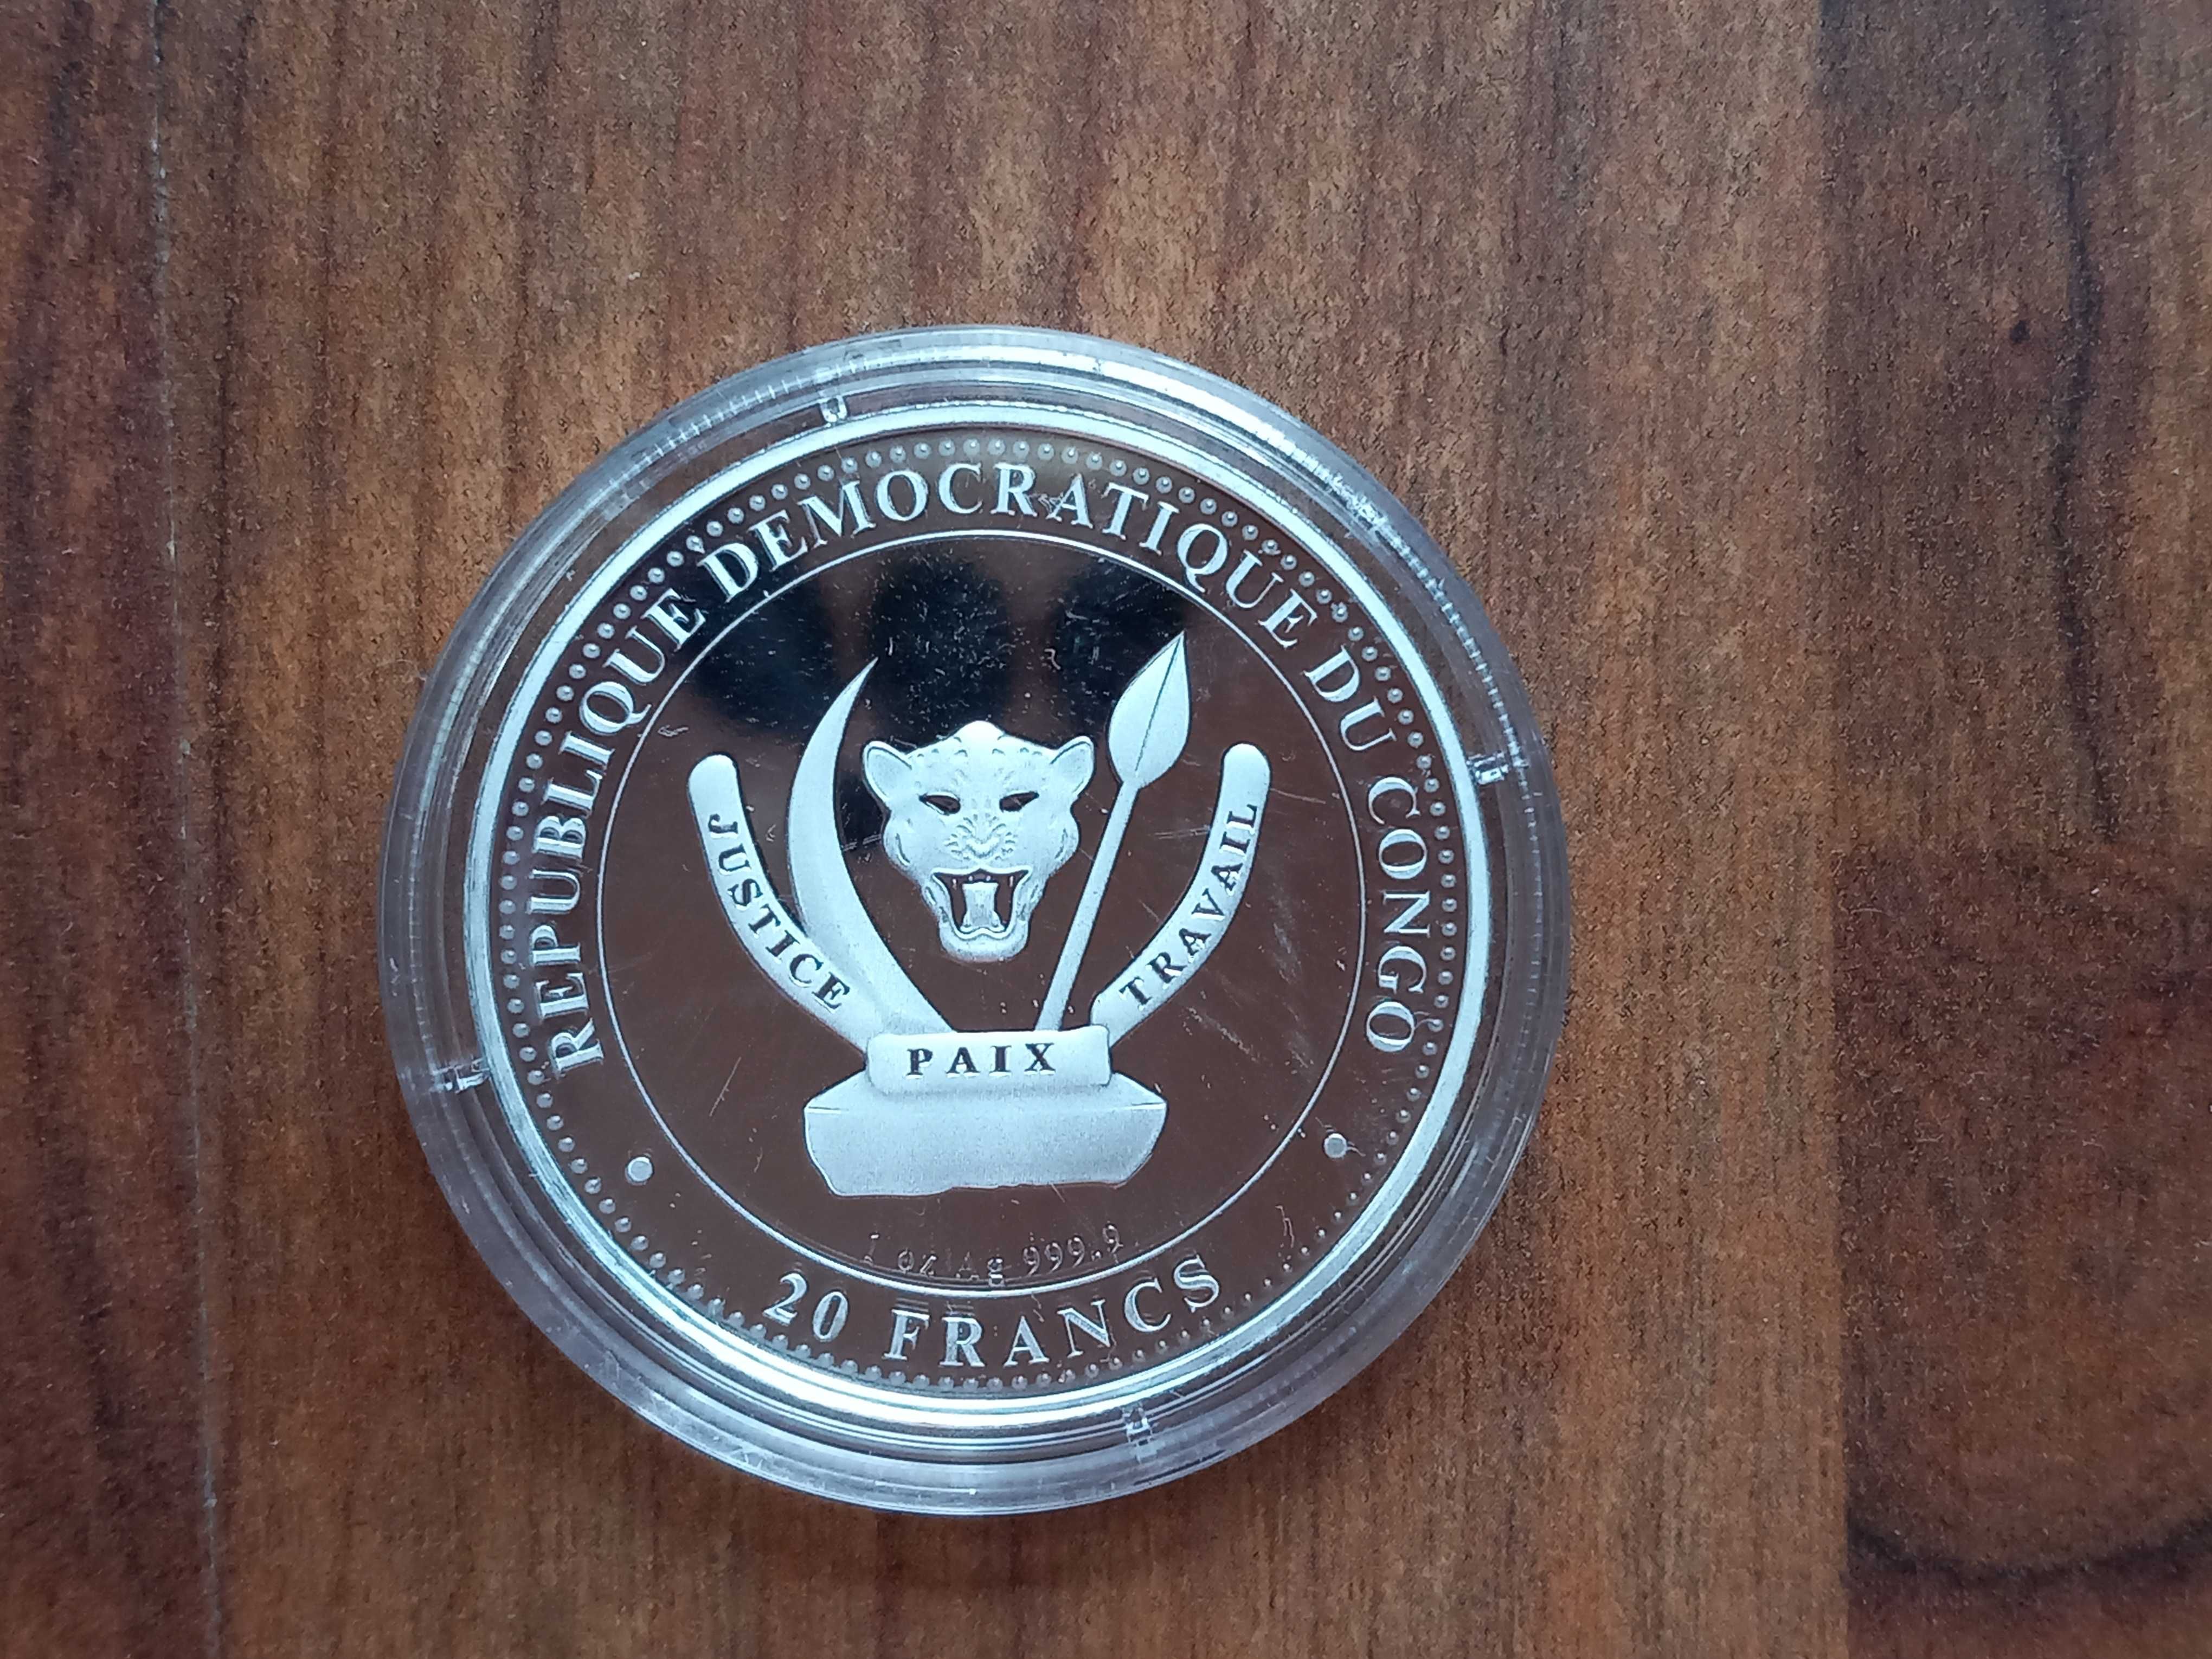 REPUBLIQUE DEMOCRATIQUE DU CONGO
JUSTICE
TRAVAIL
PAIX
1 oz Ag 999.9
20 FRANCS